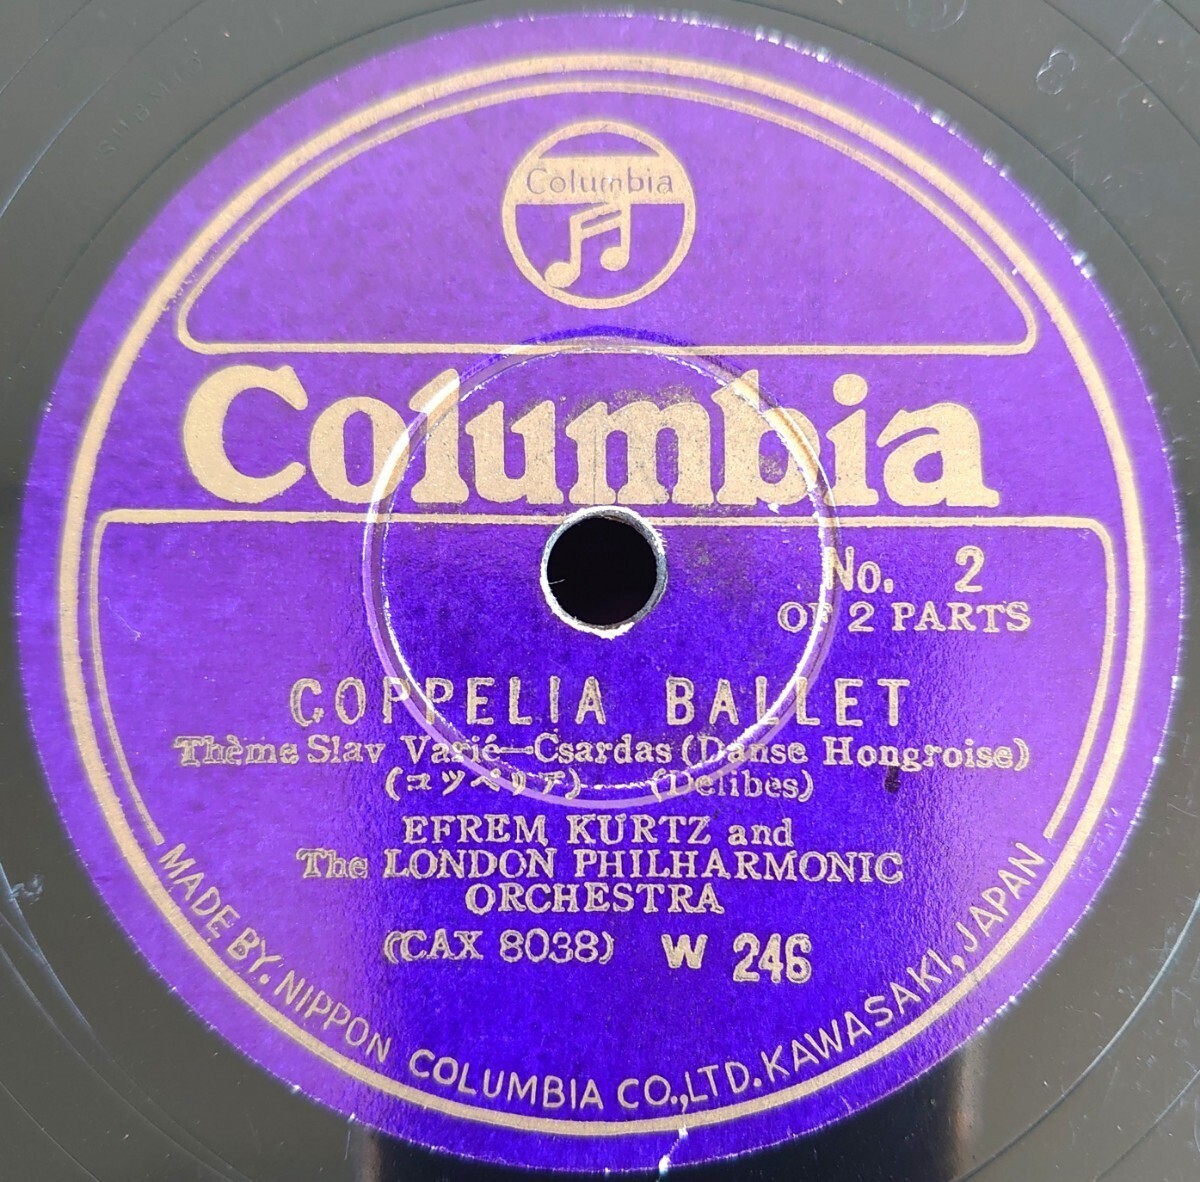 Columbia
Columbia
No. 2
OF 2 PARTS
COPPELIA BALLET
Thème Slav Varié—Csardas (Danse Hongroise)
(コッペリア) (Delibes)
EFREM KURTZ and
The LONDON PHILHARMONIC
ORCHESTRA
(CAX 8038) W 246
MADE BY. NIPPON COLUMBIA CO.,LTD. KAWASAKI, JAPAN